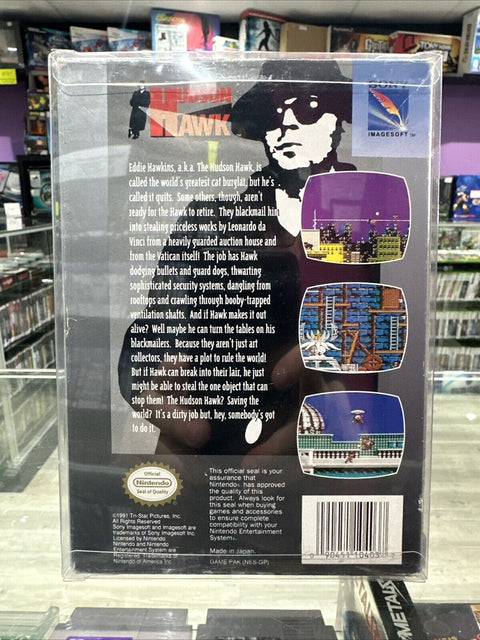 HUDSON
HAWK
SONY
IMAGESOFT™
Eddie Hawkins, a.k.a. The Hudson Hawk, is
called the world's greatest cat burglar, but he's
called it quits. Some others, though, aren't
ready for the Hawk to retire. They blackmail him
into stealing priceless works by Leonardo da
Vinci from a heavily guarded auction house and
from the Vatican itself! The job has Hawk
dodging bullets and guard dogs, thwarting
sophisticated security systems, dangling from
rooftops and crawling through booby-trapped
ventilation shafts. And if Hawk makes it out
alive? Well maybe he can turn the tables on his
blackmailers. Because they aren't just art
collectors, they have a plot to rule the world!
But if Hawk can break into their lair, he just
might be able to steal the one object that can
stop them! The Hudson Hawk? Saving the
world? It's a dirty job but, hey, somebody's got
to do it.
Official
Nintendo
Seal of Quality
This official seal is your
assurance that
Nintendo has approved
the quality of this
product. Always look for
this seal when buying
games and accessories
to ensure complete
compatibility with your
Nintendo Entertainment
System.
Made in Japan.
GAME PAK (NES-GP)
©1991 Tri-Star Pictures, Inc.
All Rights Reserved
Sony Imagesoft and Imagesoft are
trademarks of Sony Imagesoft Inc.
Licensed by Nintendo
Nintendo and Nintendo
Entertainment System are
Registered Trademarks
of Nintendo of America Inc.
0 90451 10403
METAL
TONY